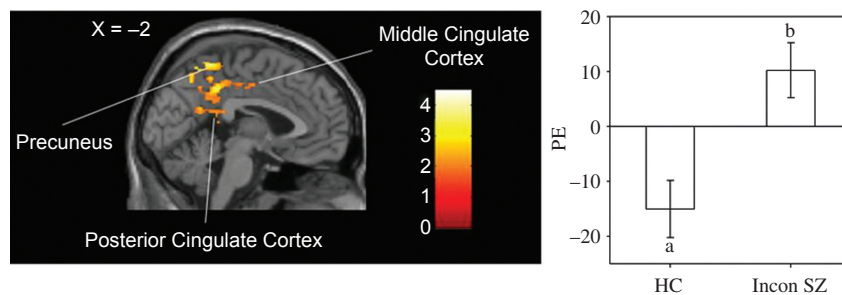 X = –2
Middle Cingulate
Cortex
Precuneus
Posterior Cingulate Cortex
4
3
2
1
0
20
10
0
–10
–20
PE
b
a
HC
Incon SZ